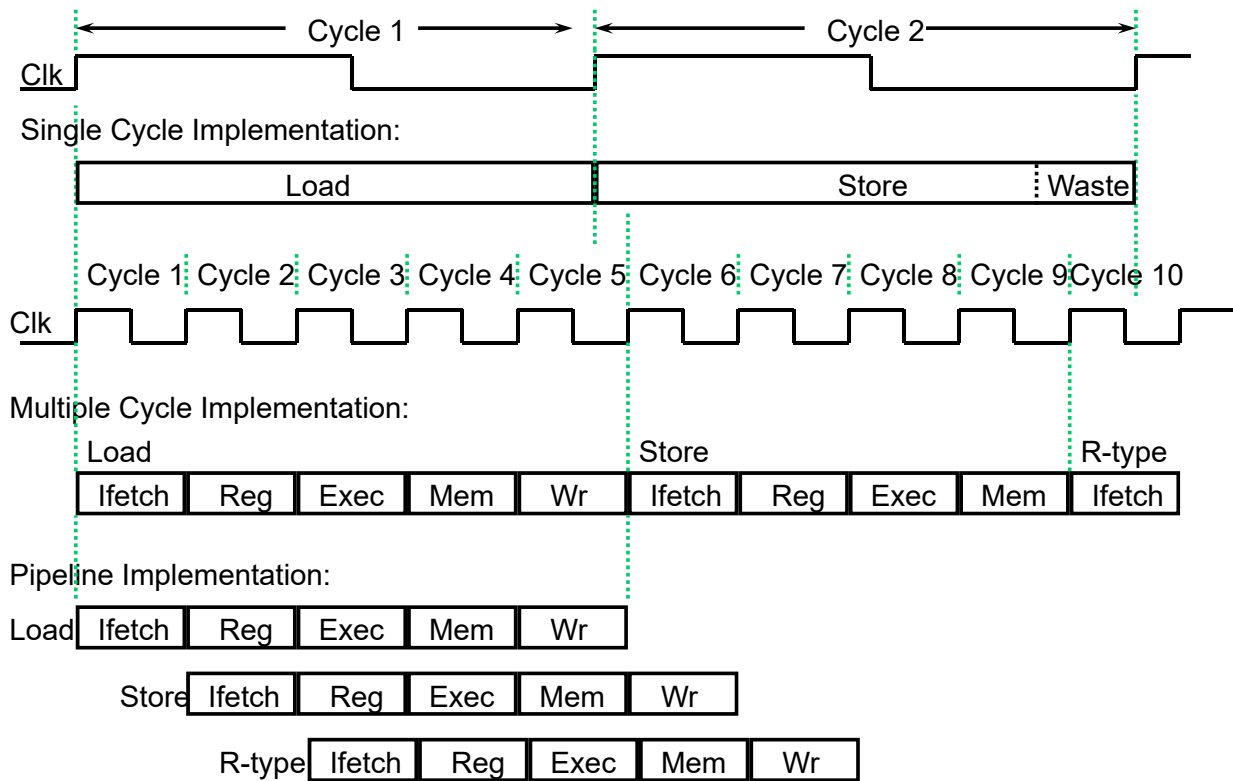 Cycle 1 Cycle 2
Clk
Single Cycle Implementation:
Load Store Waste
Cycle 1 Cycle 2 Cycle 3 Cycle 4 Cycle 5 Cycle 6 Cycle 7 Cycle 8 Cycle 9 Cycle 10
Clk
Multiple Cycle Implementation:
Load Store R-type
Ifetch Reg Exec Mem Wr Ifetch Reg Exec Mem Ifetch
Pipeline Implementation:
Load Ifetch Reg Exec Mem Wr
Store Ifetch Reg Exec Mem Wr
R-type Ifetch Reg Exec Mem Wr